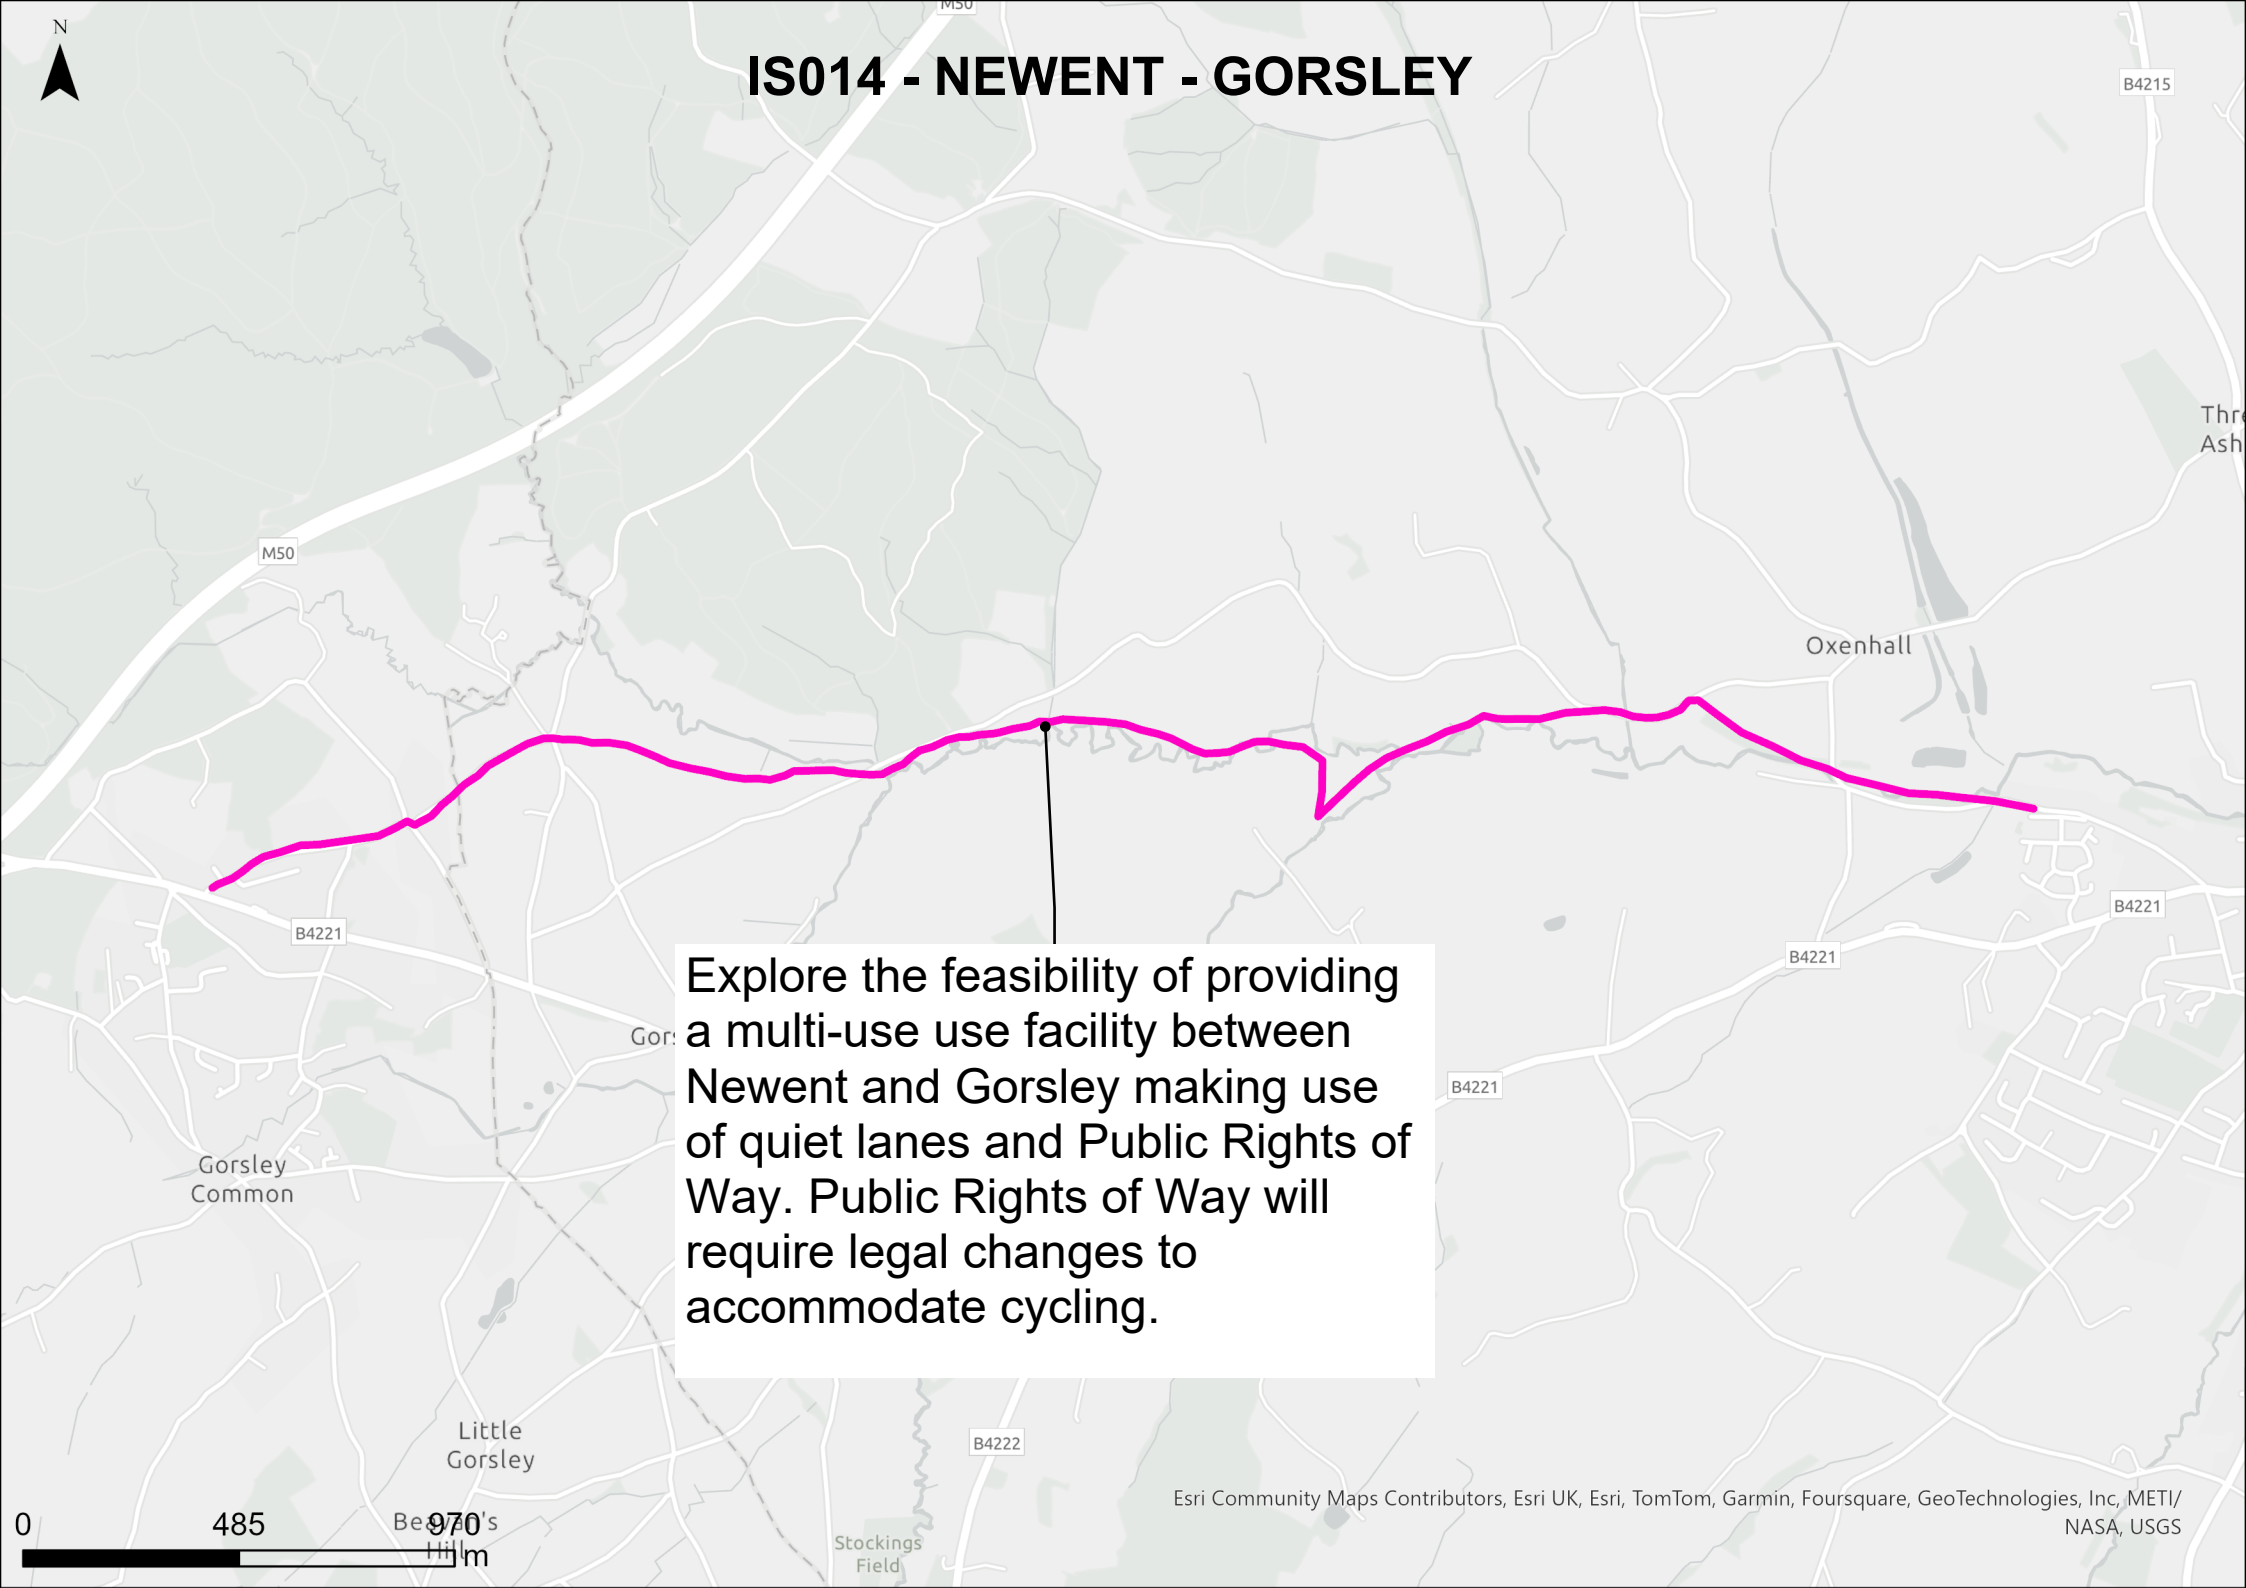 M50
N
IS014 - NEWENT - GORSLEY
B4215
M50
Oxenhall
B4221
B4221
B4221
Explore the feasibility of providing
a multi-use use facility between
Newent and Gorsley making use
of quiet lanes and Public Rights of
Way. Public Rights of Way will
require legal changes to
accommodate cycling.
B4221
Gorsley
Common
Little
Gorsley
B4222
Beavan's
Hill
Stockings
Field
0 485 970
m
Esri Community Maps Contributors, Esri UK, Esri, TomTom, Garmin, Foursquare, GeoTechnologies, Inc, METI/
NASA, USGS